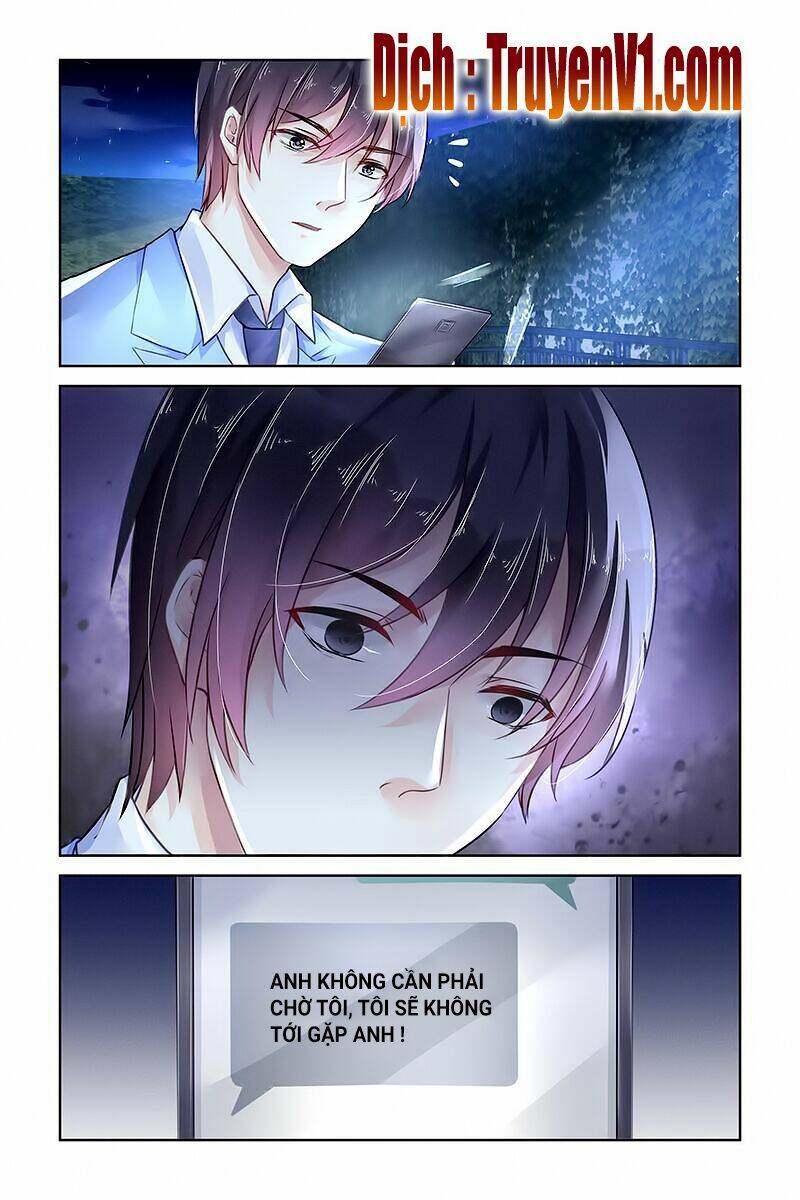 Dịch : TruyenV1.com
ANH KHÔNG CẦN PHẢI
CHỜ TÔI, TÔI SẼ KHÔNG
TỚI GẶP ANH !